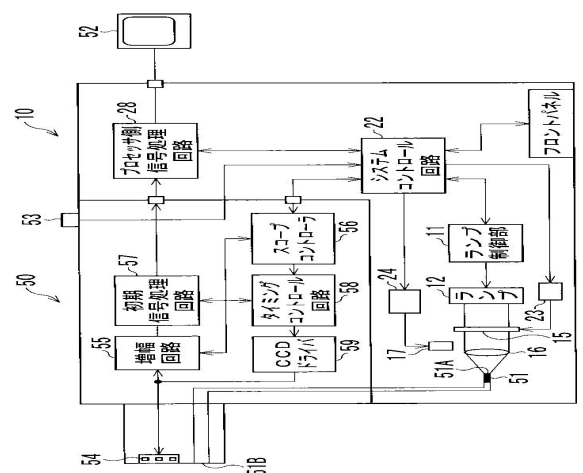 52
10
50
53
プロセッサ側
信号処理
回路
28
57
初期
信号処理
回路
55
増幅
回路
スコープ
コントローラ
56
システム
コントロール
回路
22
フロントパネル
タイミング
コントロール
回路
58
CCD
ドライバ
59
24
17
11
ランプ
制御部
12
ランプ
23
15
16
51A
51
54
51B